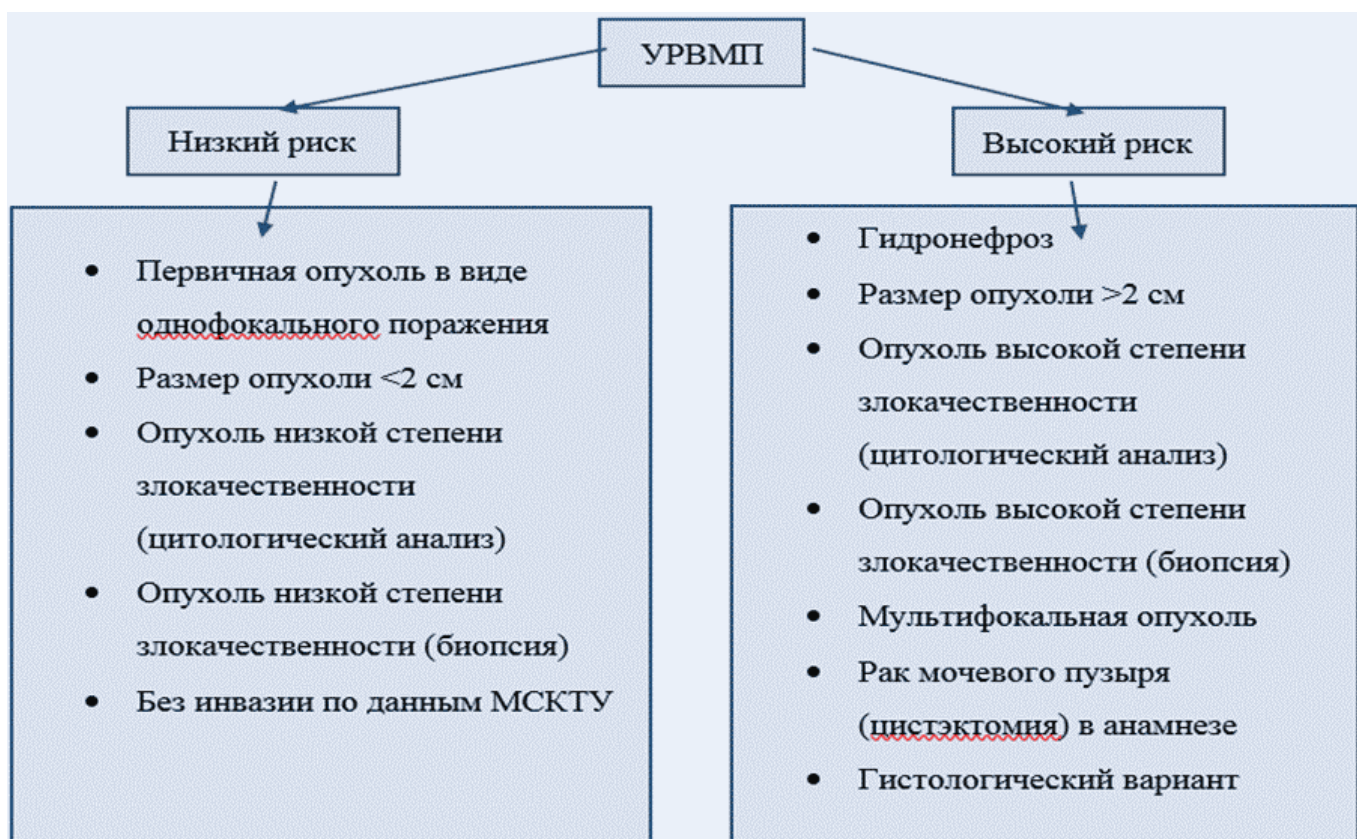 УРВМП
Низкий риск
Высокий риск
• Первичная опухоль в виде
однофокального поражения
• Размер опухоли <2 см
• Опухоль низкой степени
злокачественности
(цитологический анализ)
• Опухоль низкой степени
злокачественности (биопсия)
• Без инвазии по данным МСКТУ
• Гидронефроз
• Размер опухоли >2 см
• Опухоль высокой степени
злокачественности
(цитологический анализ)
• Опухоль высокой степени
злокачественности (биопсия)
• Мультифокальная опухоль
• Рак мочевого пузыря
(цистэктомия) в анамнезе
• Гистологический вариант